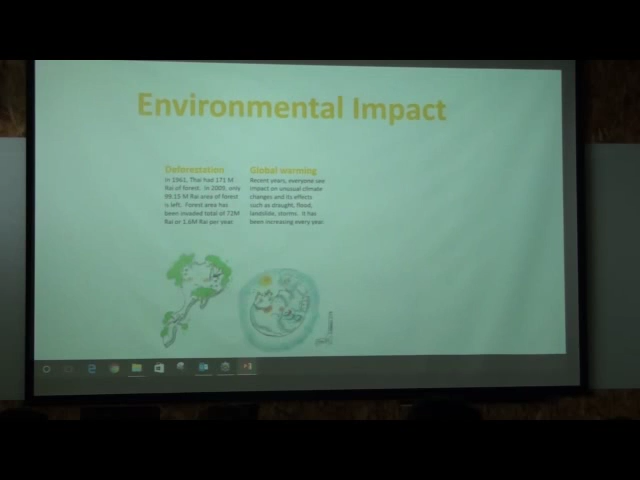 Environmental Impact
Deforestation
In 1961, Thai had 171 M
Rai of forest. In 2009, only
99.15 M Rai area of forest
is left. Forest area has
been invaded total of 72M
Rai or 1.6M Rai per year.
Global warming
Recent years, everyone see
impact on unusual climate
changes and its effects
such as drought, flood,
landslide, storms. It has
been increasing every year.